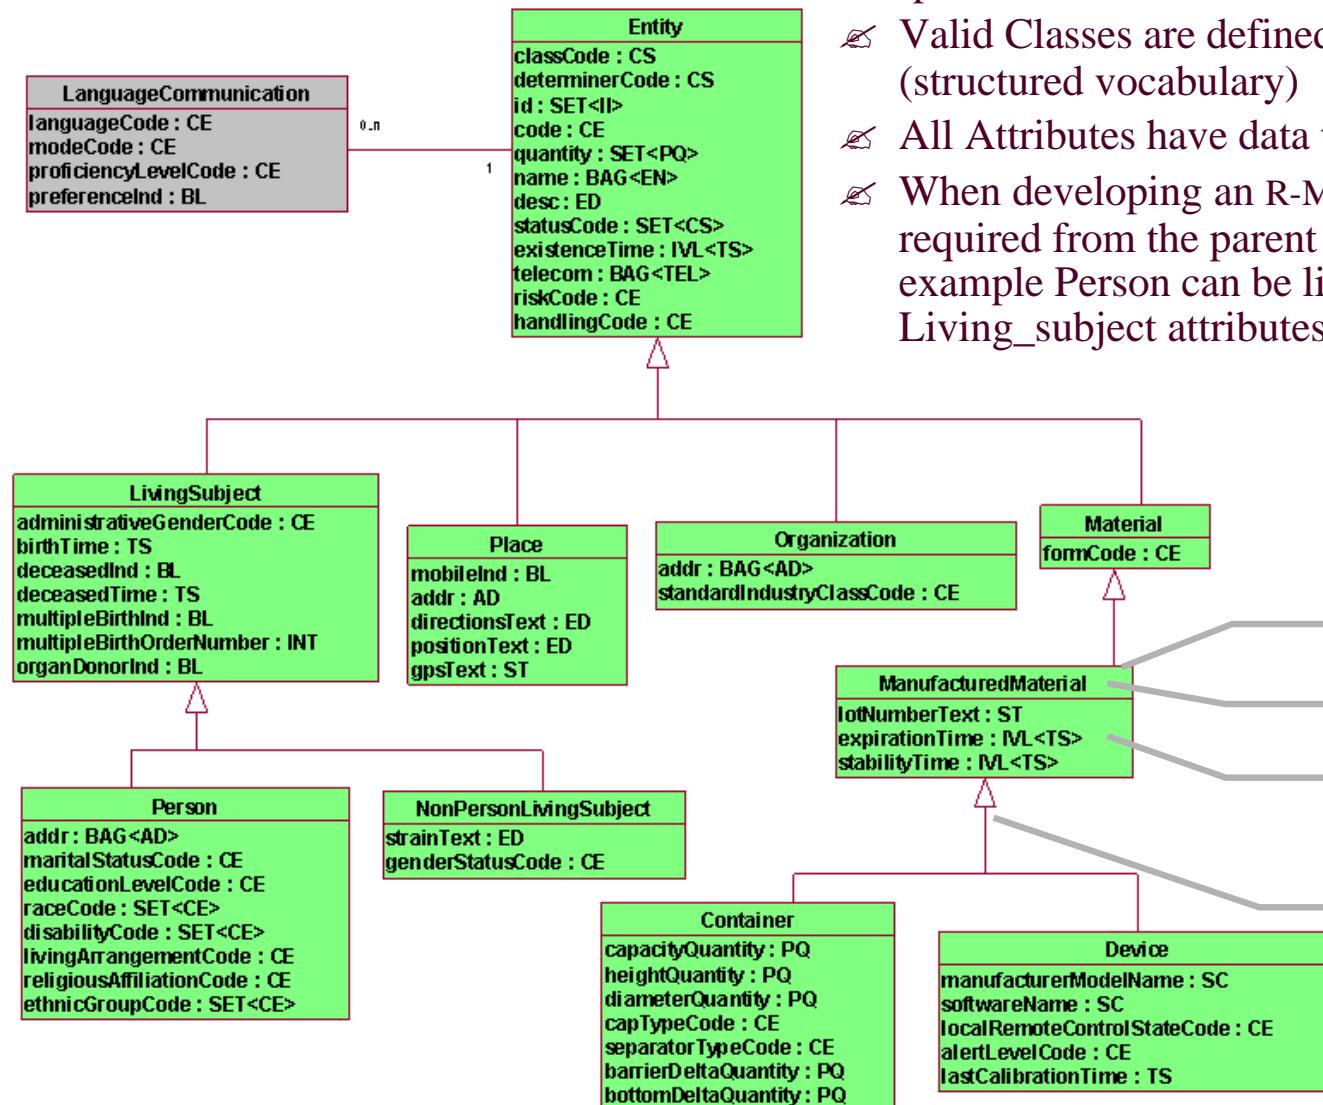 Entity
classCode : CS
determinerCode : CS
id : SET<II>
code : CE
quantity : SET<PQ>
name : BAG<EN>
desc : ED
statusCode : SET<CS>
existenceTime : IVL<TS>
telecom : BAG<TEL>
riskCode : CE
handlingCode : CE
LanguageCommunication
languageCode : CE
modeCode : CE
proficiencyLevelCode : CE
preferenceInd : BL
0..n
1
Valid Classes are defined
(structured vocabulary)
All Attributes have data
When developing an R-M
required from the parent
example Person can be li
Living_subject attributes
LivingSubject
administrativeGenderCode : CE
birthTime : TS
deceasedInd : BL
deceasedTime : TS
multipleBirthInd : BL
multipleBirthOrderNumber : INT
organDonorInd : BL
Place
mobileInd : BL
addr : AD
directionsText : ED
positionText : ED
gpsText : ST
Organization
addr : BAG<AD>
standardIndustryClassCode : CE
Material
formCode : CE
ManufacturedMaterial
lotNumberText : ST
expirationTime : IVL<TS>
stabilityTime : IVL<TS>
Person
addr : BAG<AD>
maritalStatusCode : CE
educationLevelCode : CE
raceCode : SET<CE>
disabilityCode : SET<CE>
livingArrangementCode : CE
religiousAffiliationCode : CE
ethnicGroupCode : SET<CE>
NonPersonLivingSubject
strainText : ED
genderStatusCode : CE
Container
capacityQuantity : PQ
heightQuantity : PQ
diameterQuantity : PQ
capTypeCode : CE
separatorTypeCode : CE
barrierDeltaQuantity : PQ
bottomDeltaQuantity : PQ
Device
manufacturerModelName : SC
softwareName : SC
localRemoteControlStateCode : CE
alertLevelCode : CE
lastCalibrationTime : TS